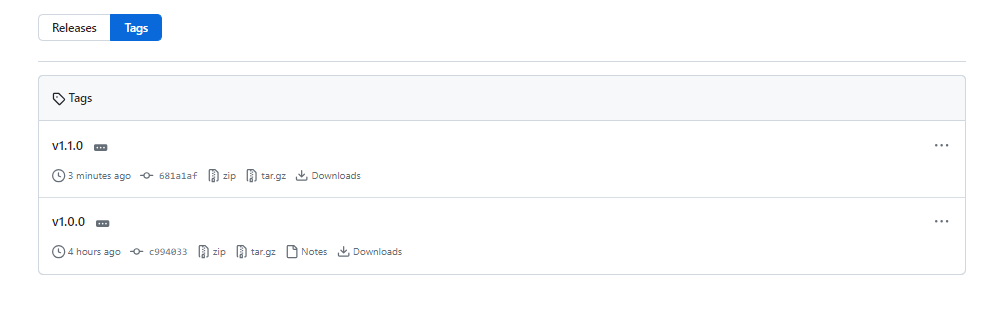 Releases Tags
Tags
v1.1.0 ...
3 minutes ago 681a1af zip tar.gz Downloads
v1.0.0 ...
4 hours ago c994033 zip tar.gz Notes Downloads